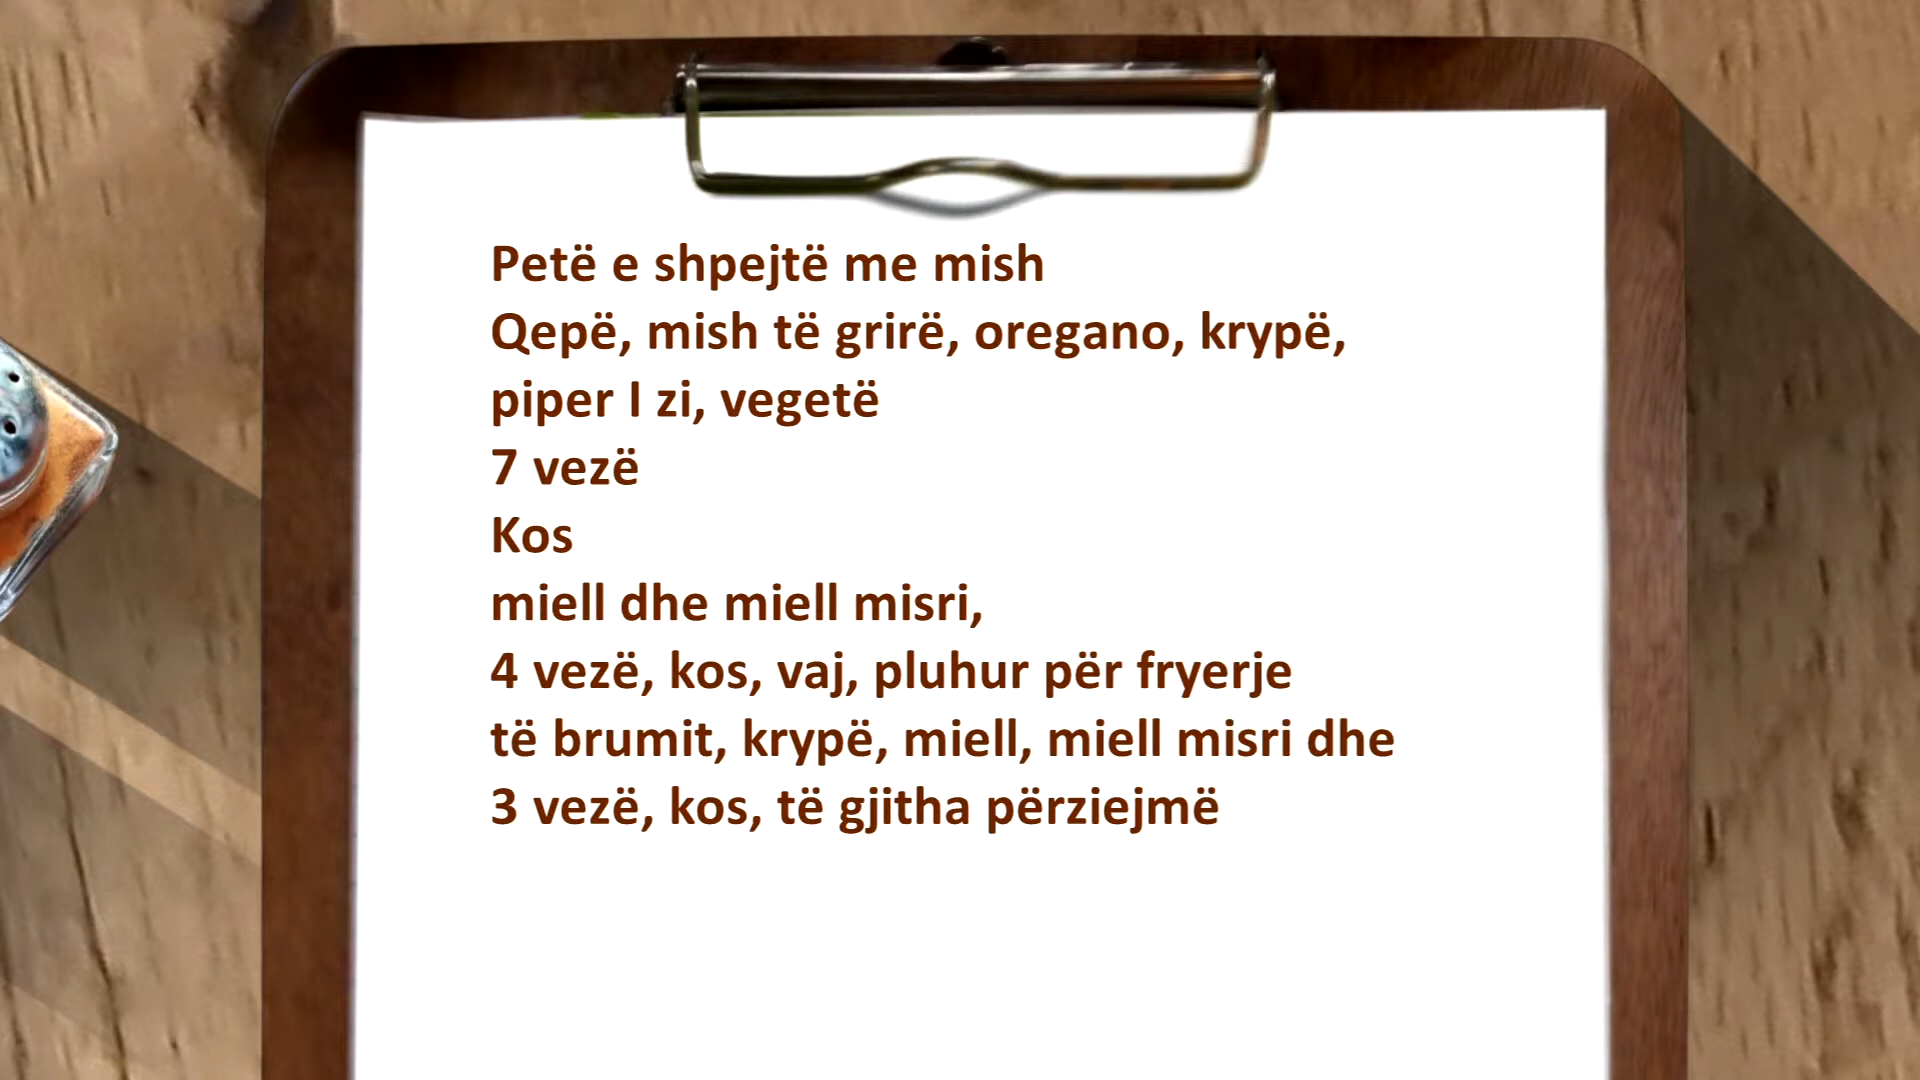 Petë e shpejtë me mish
Qepë, mish të grirë, oregano, krypë,
piper I zi, vegetë
7 vezë
Kos
miell dhe miell misri,
4 vezë, kos, vaj, pluhur për fryerje
të brumit, krypë, miell, miell misri dhe
3 vezë, kos, të gjitha përziejmë